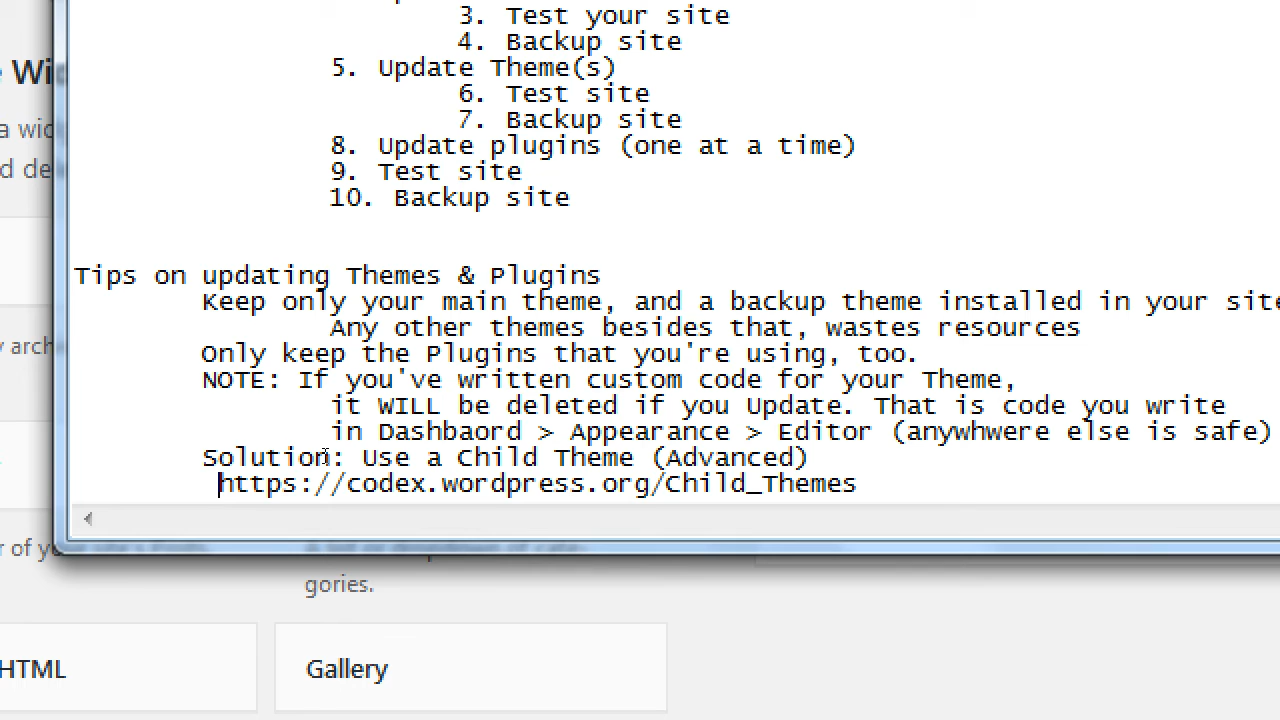 3. Test your site
4. Backup site
5. Update Theme(s)
6. Test site
7. Backup site
8. Update plugins (one at a time)
9. Test site
10. Backup site
Tips on updating Themes & Plugins
Keep only your main theme, and a backup theme installed in your site
Any other themes besides that, wastes resources
Only keep the Plugins that you're using, too.
NOTE: If you've written custom code for your Theme,
it WILL be deleted if you Update. That is code you write
in Dashbaord > Appearance > Editor (anywhwere else is safe)
Solution: Use a Child Theme (Advanced)
https://codex.wordpress.org/Child_Themes
gories.
HTML
Gallery